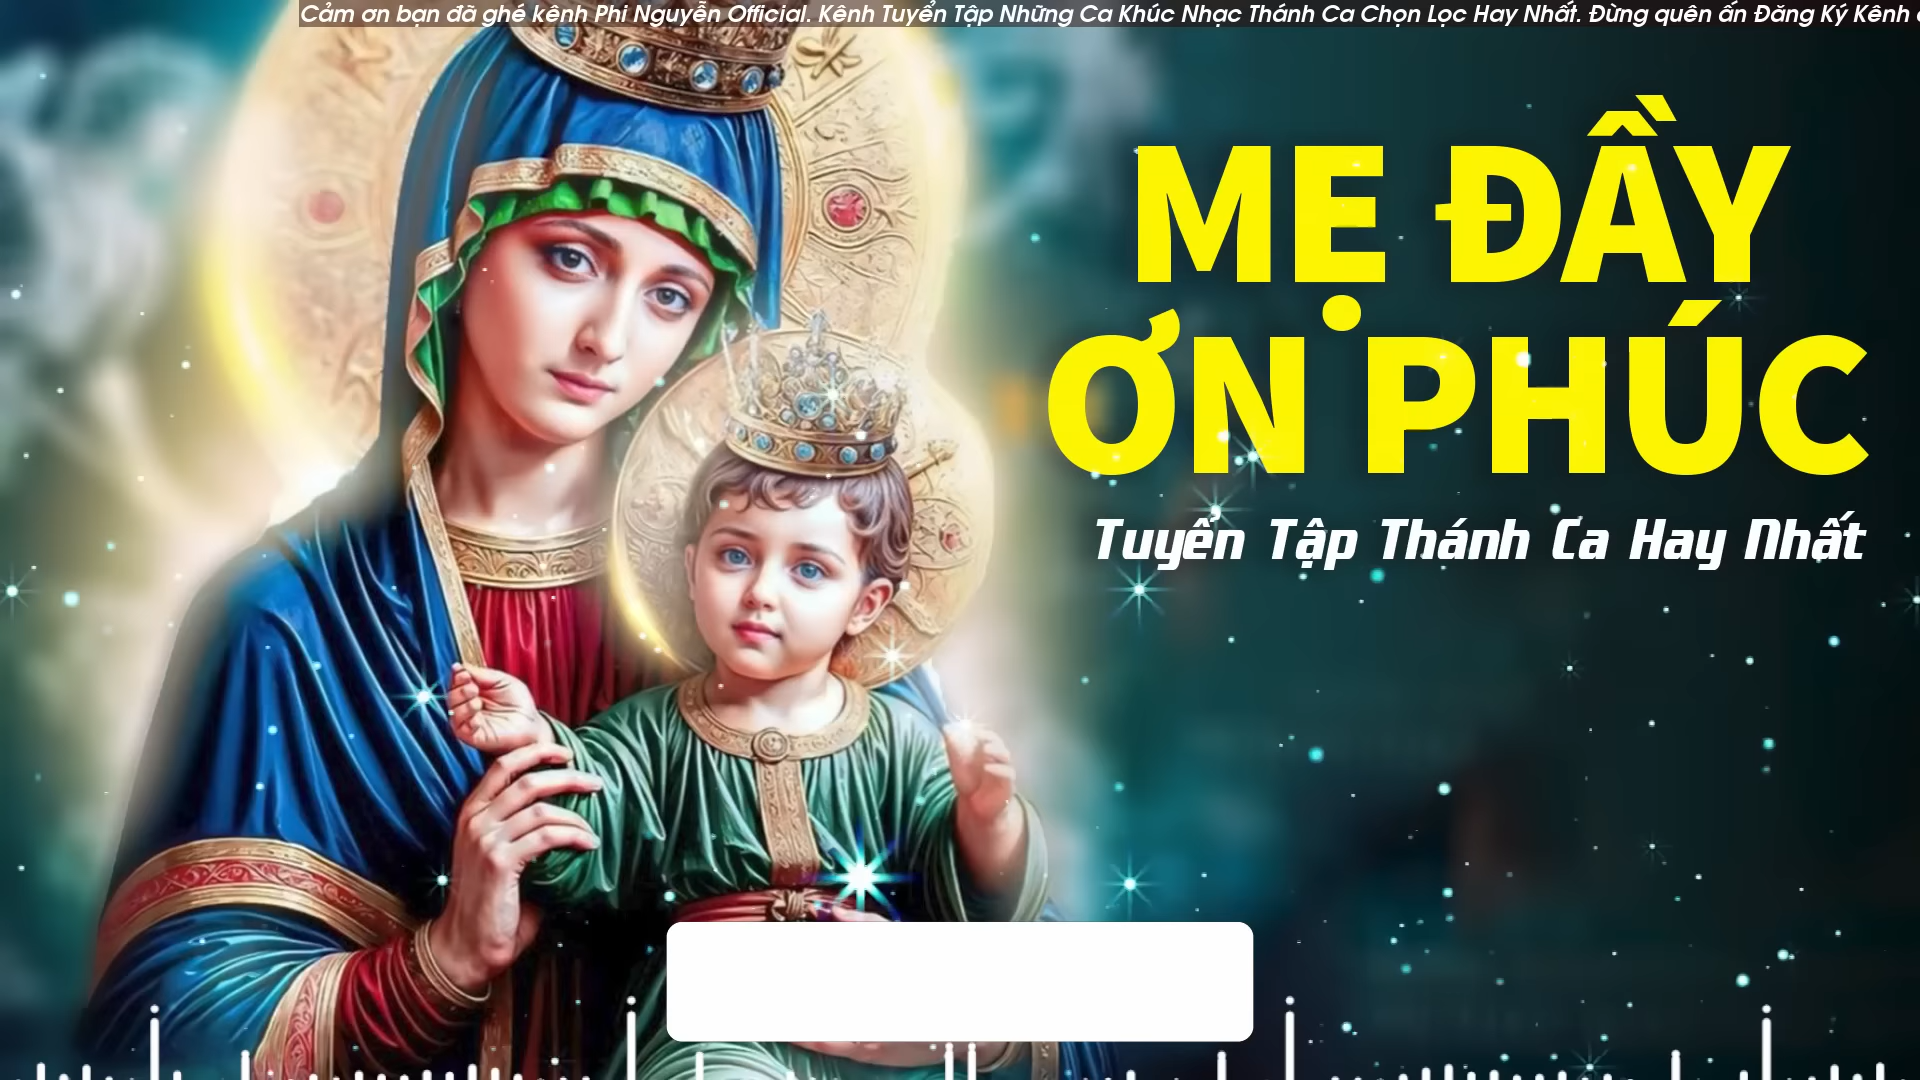 Cảm ơn bạn đã ghé kênh Phi Nguyễn Official. Kênh Tuyển Tập Những Ca Khúc Nhạc Thánh Ca Chọn Lọc Hay Nhất. Đừng quên ấn Đăng Ký Kênh
MẸ ĐẦY
ƠN PHÚC
Tuyển Tập Thánh Ca Hay Nhất